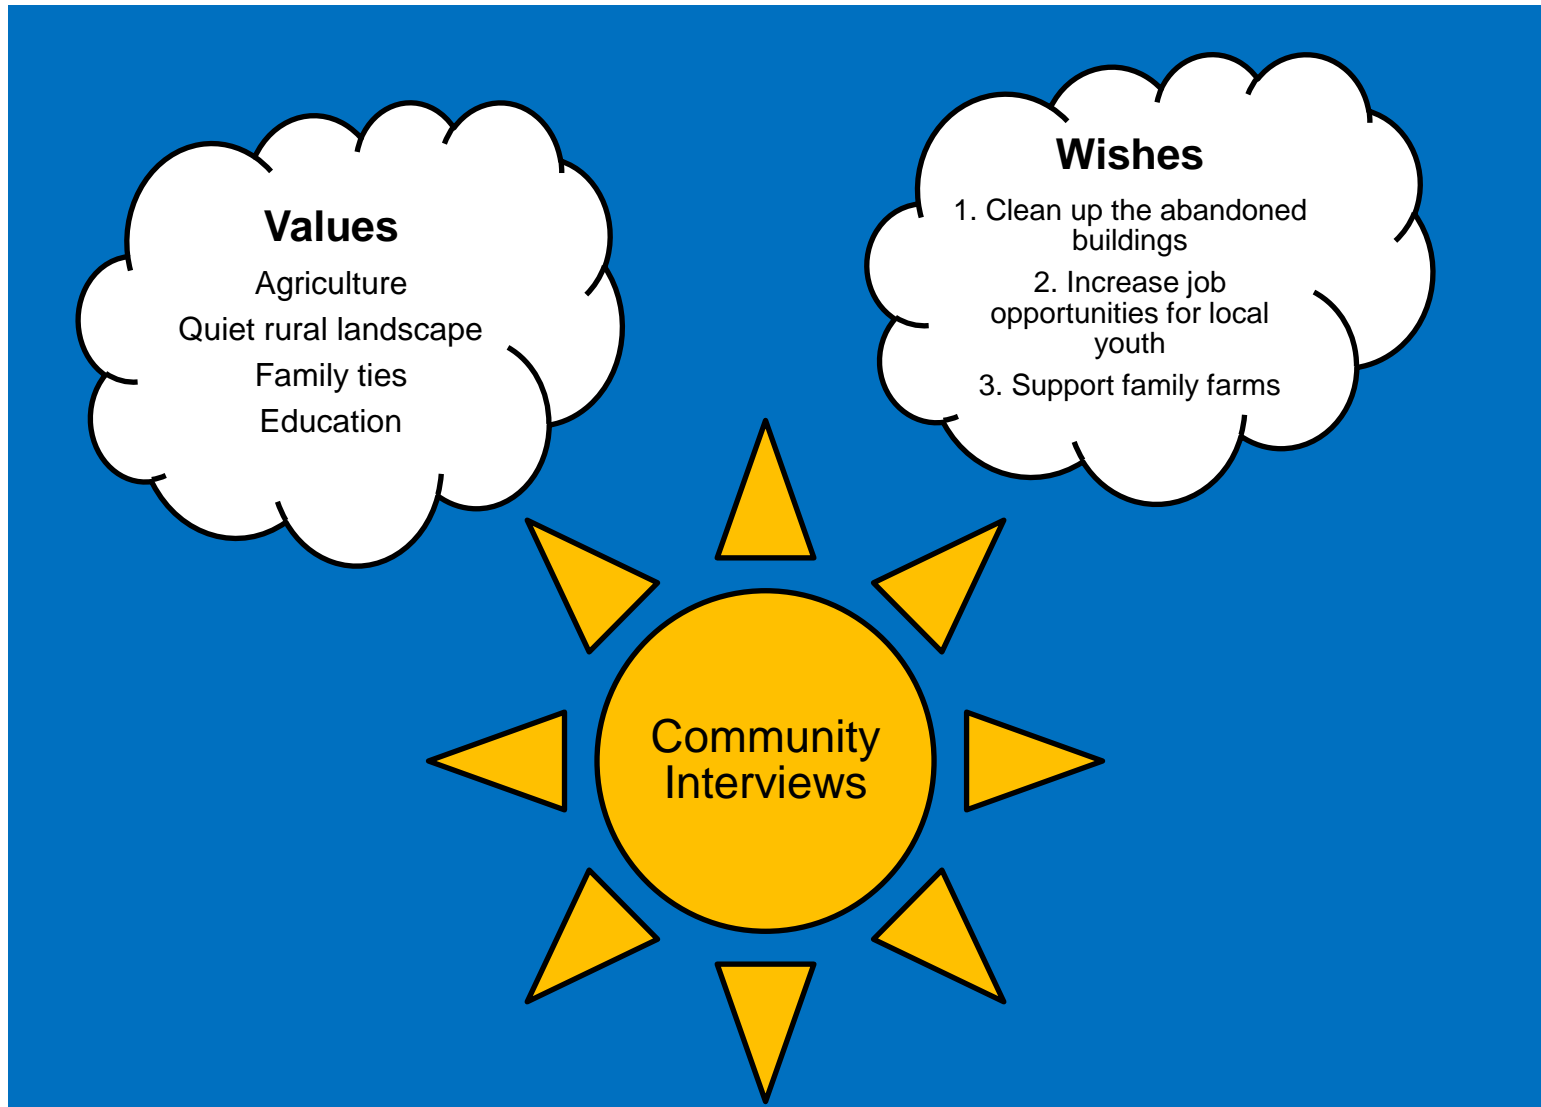 Values
Agriculture
Quiet rural landscape
Family ties
Education
Wishes
1. Clean up the abandoned
buildings
2. Increase job
opportunities for local
youth
3. Support family farms
Community
Interviews